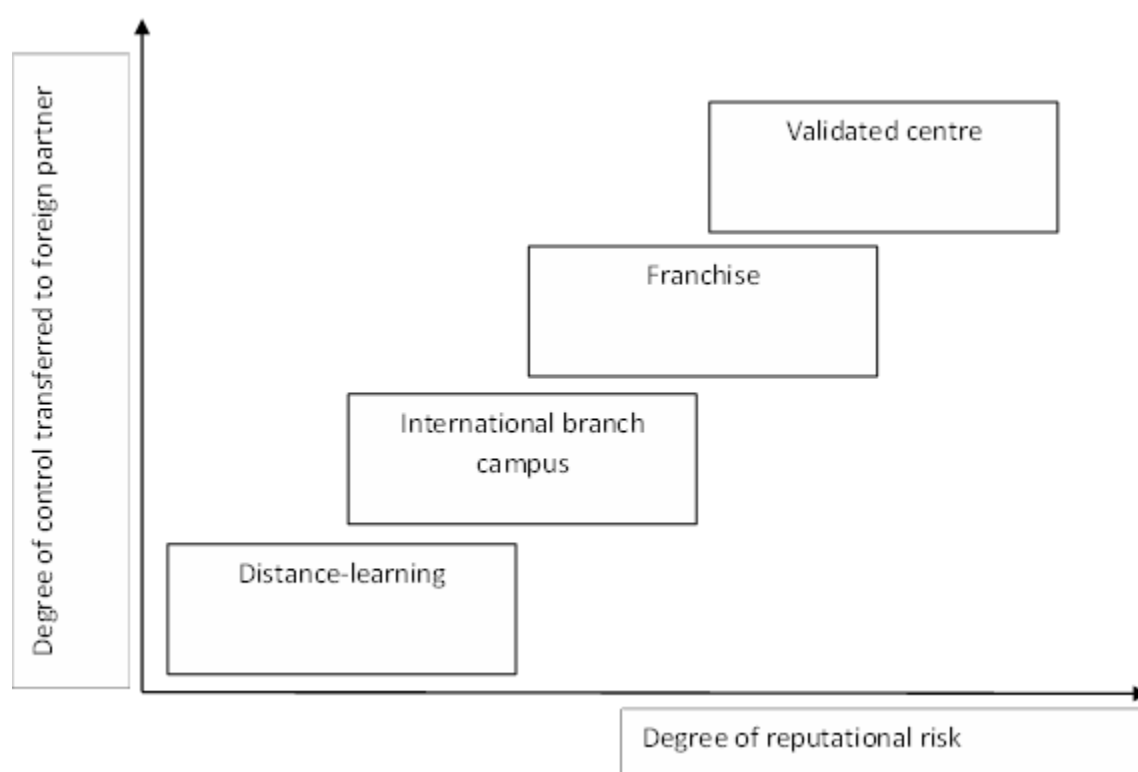 Degree of control transferred to foreign partner
Validated centre
Franchise
International branch
campus
Distance-learning
Degree of reputational risk